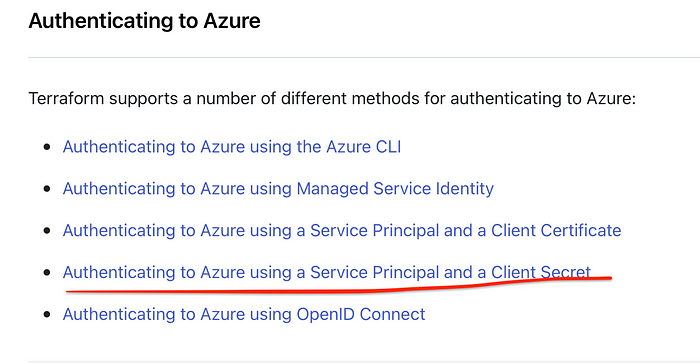 Authenticating to Azure
Terraform supports a number of different methods for authenticating to Azure:
Authenticating to Azure using the Azure CLI
Authenticating to Azure using Managed Service Identity
Authenticating to Azure using a Service Principal and a Client Certificate
Authenticating to Azure using a Service Principal and a Client Secret
Authenticating to Azure using OpenID Connect